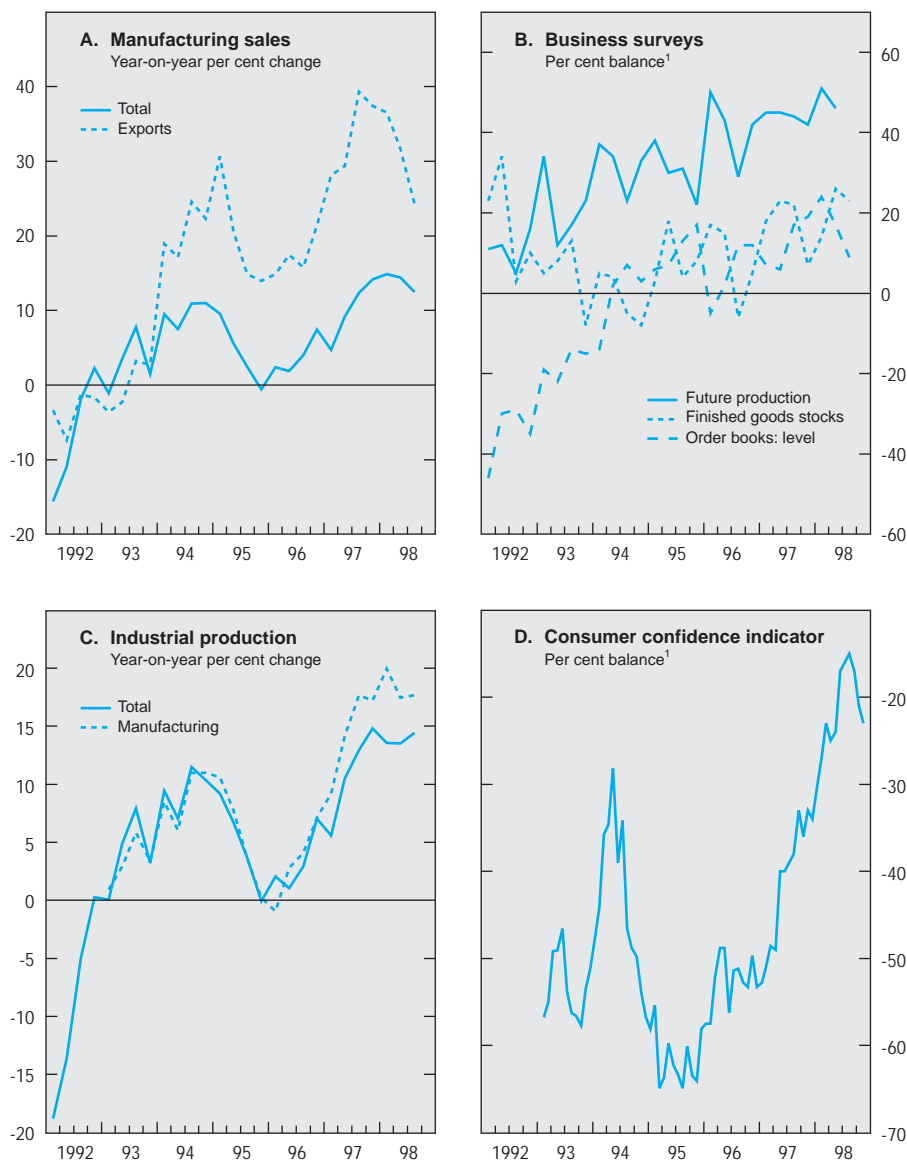 A. Manufacturing sales
Year-on-year per cent change
Total
Exports
40
30
20
10
0
-10
-20
1992 93 94 95 96 97 98
B. Business surveys
Per cent balance1
60
40
20
0
-20
-40
-60
Future production
Finished goods stocks
Order books: level
1992 93 94 95 96 97 98
C. Industrial production
Year-on-year per cent change
Total
Manufacturing
20
15
10
5
0
-5
-10
-15
-20
1992 93 94 95 96 97 98
D. Consumer confidence indicator
Per cent balance1
-20
-30
-40
-50
-60
-70
1992 93 94 95 96 97 98